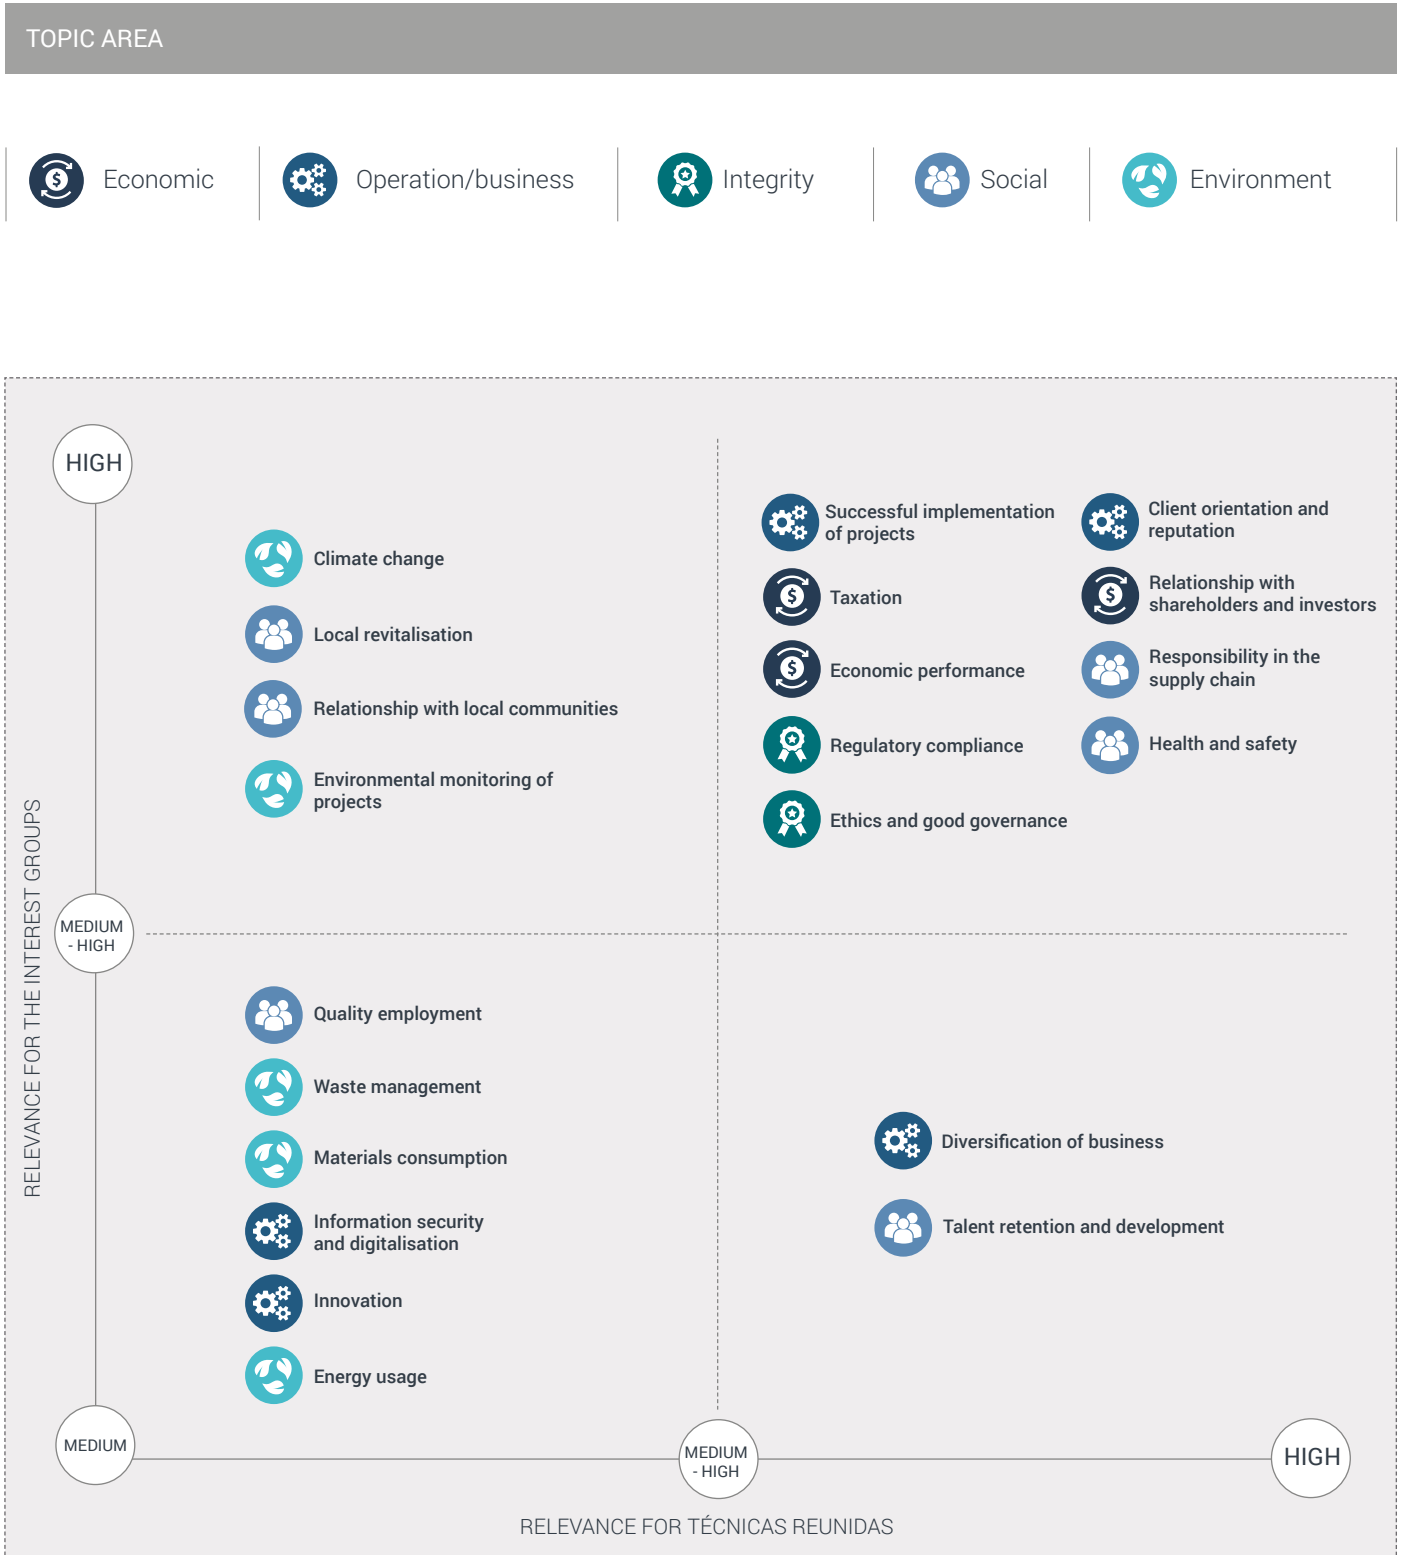 TOPIC AREA
Economic
Operation/business
Integrity
Social
Environment
HIGH
Climate change
Local revitalisation
Relationship with local communities
Environmental monitoring of
projects
Successful implementation
of projects
Taxation
Economic performance
Regulatory compliance
Ethics and good governance
Client orientation and
reputation
Relationship with
shareholders and investors
Responsibility in the
supply chain
Health and safety
RELEVANCE FOR THE INTEREST GROUPS
MEDIUM
- HIGH
Quality employment
Waste management
Materials consumption
Information security
and digitalisation
Innovation
Energy usage
Diversification of business
Talent retention and development
MEDIUM
MEDIUM
- HIGH
HIGH
RELEVANCE FOR TÉCNICAS REUNIDAS